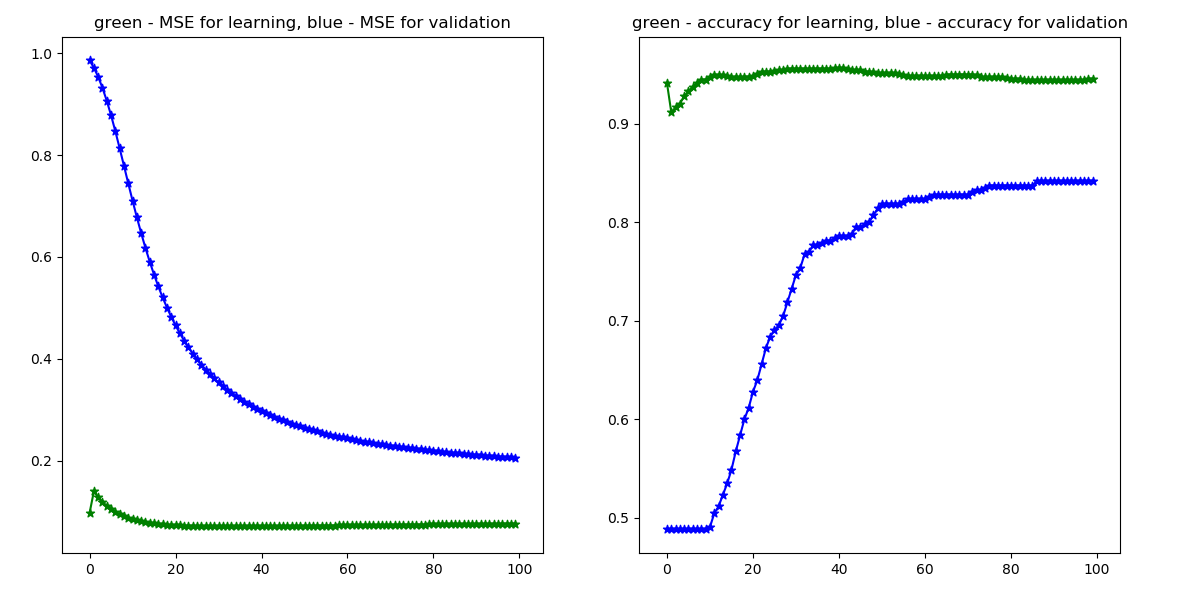 green - MSE for learning, blue - MSE for validation
1.0
0.8
0.6
0.4
0.2
0 20 40 60 80 100
green - accuracy for learning, blue - accuracy for validation
0.9
0.8
0.7
0.6
0.5
0 20 40 60 80 100